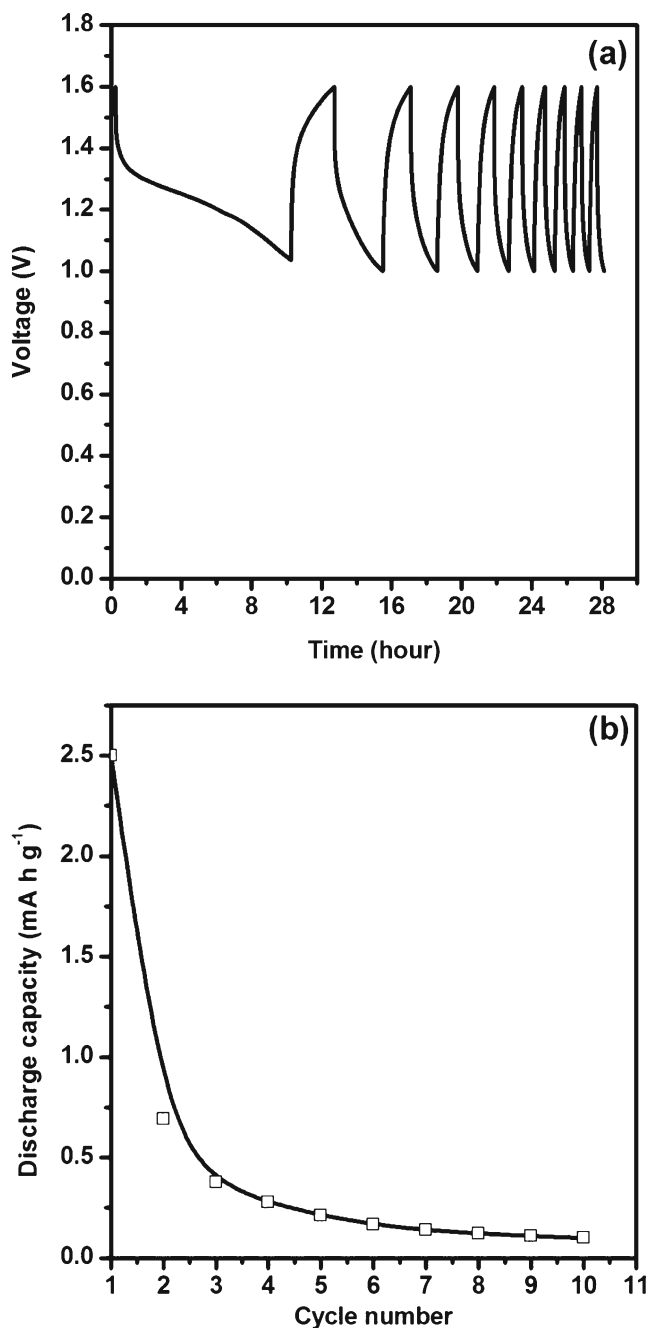 (a)
1.8
1.6
1.4
1.2
1.0
0.8
0.6
0.4
0.2
0.0
Voltage (V)
0 4 8 12 16 20 24 28
Time (hour)
(b)
2.5
2.0
1.5
1.0
0.5
0.0
Discharge capacity (mA h g⁻¹)
1 2 3 4 5 6 7 8 9 10 11
Cycle number